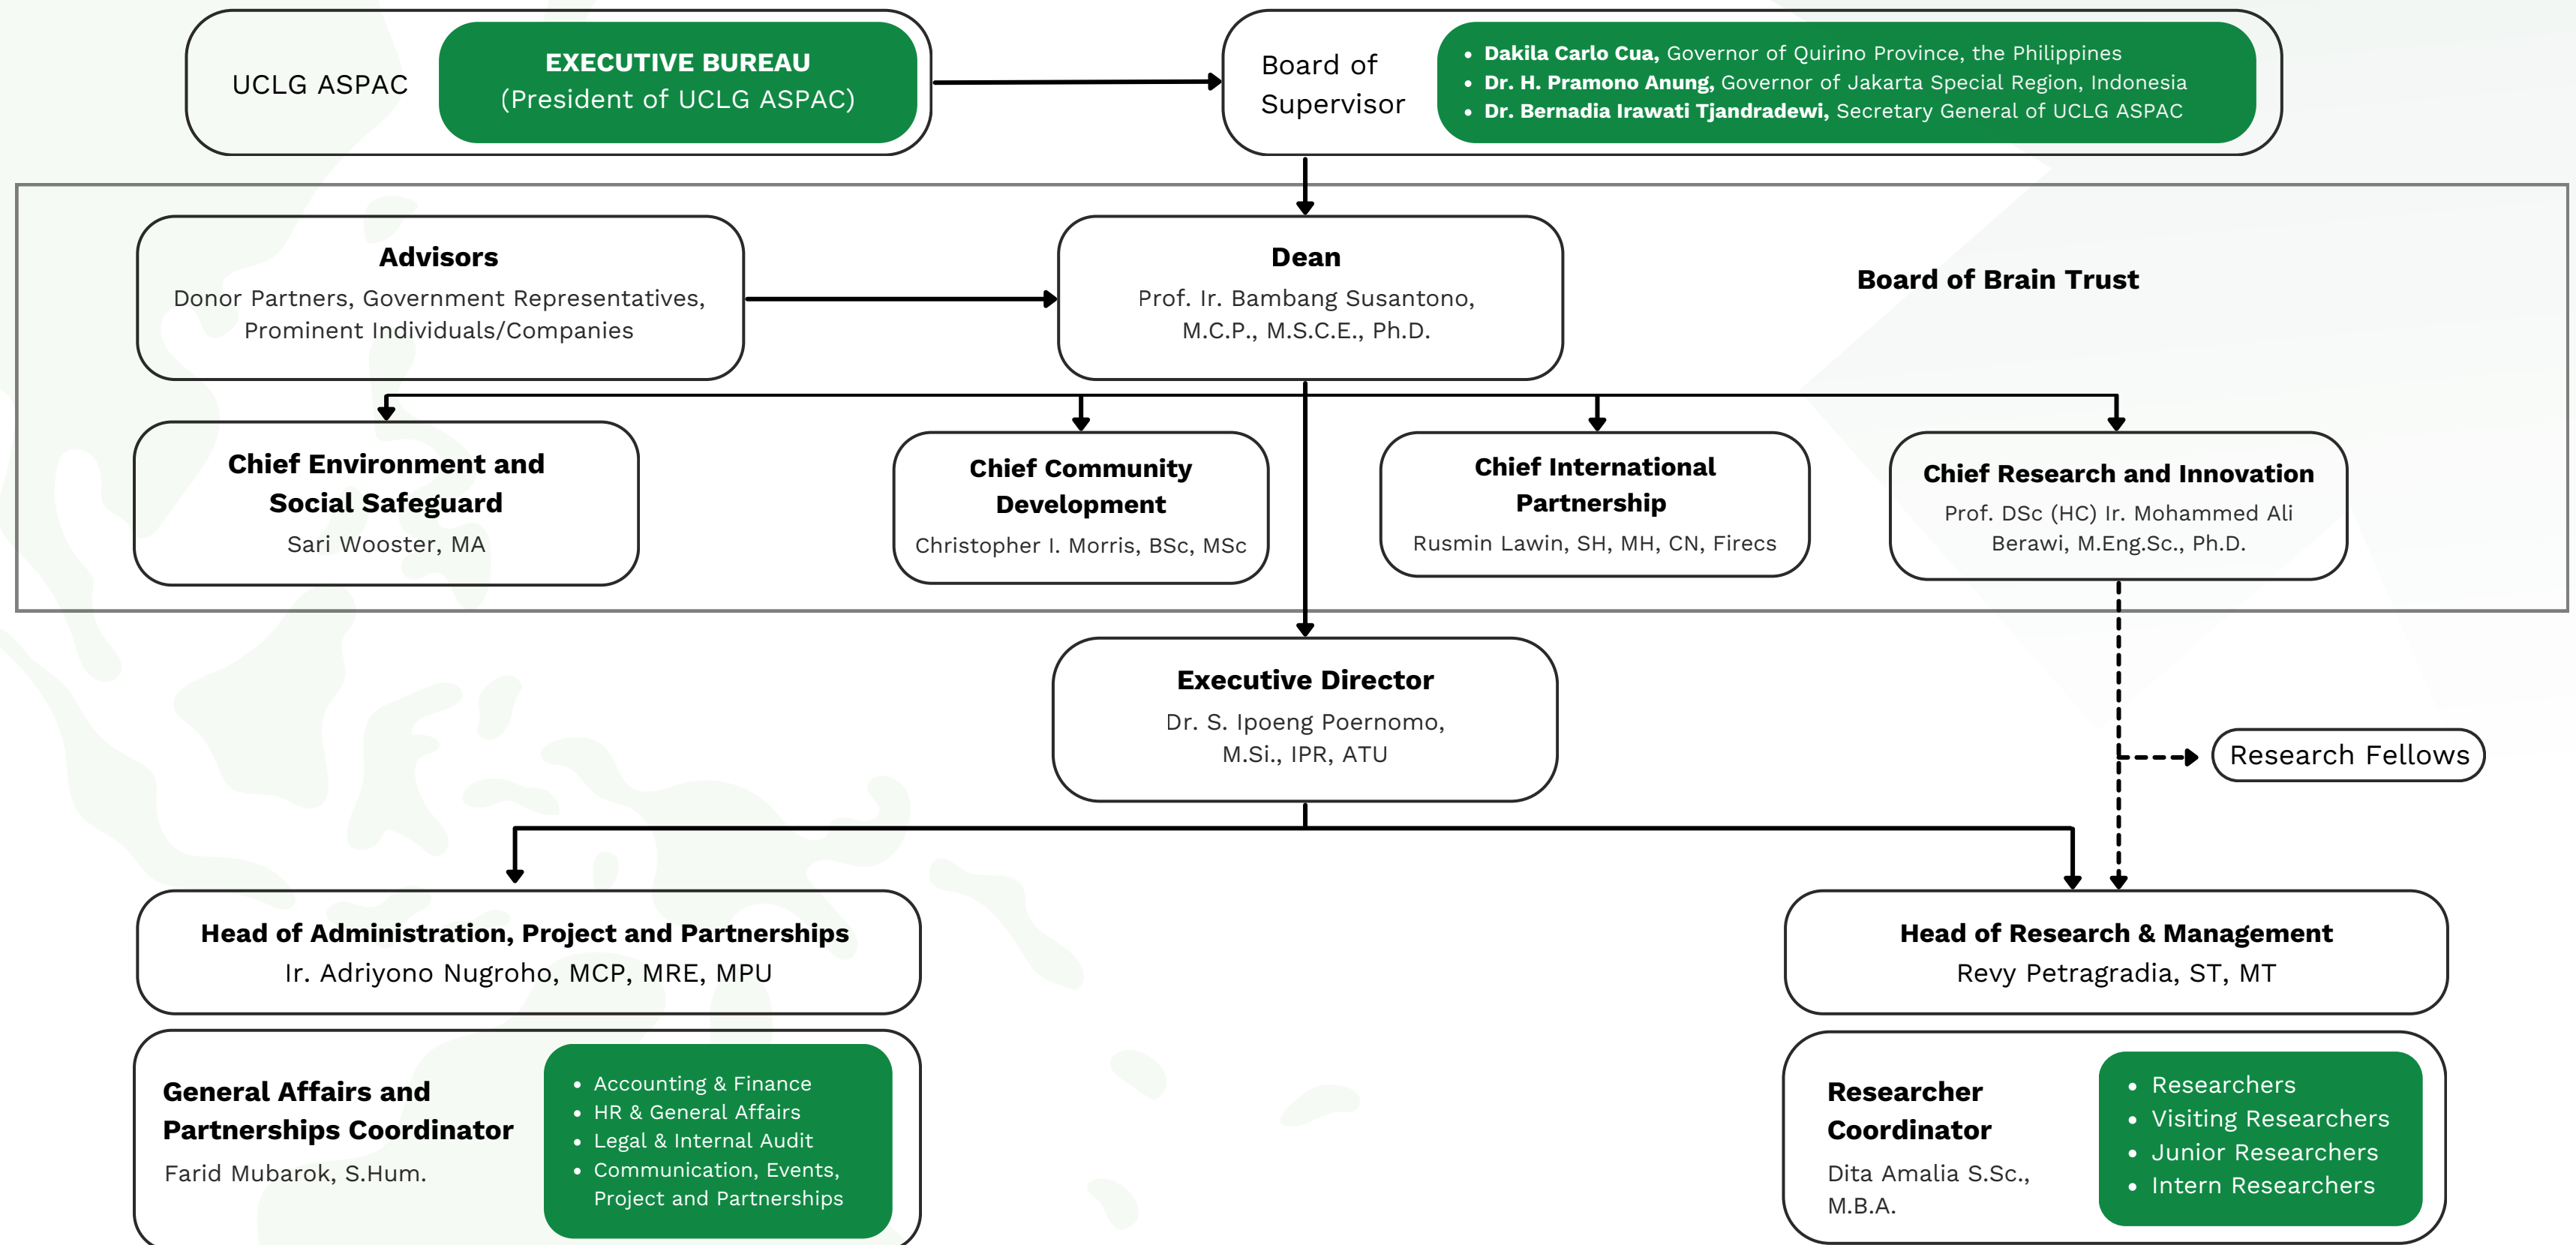 UCLG ASPAC
EXECUTIVE BUREAU
(President of UCLG ASPAC)
Board of
Supervisor
• Dakila Carlo Cua, Governor of Quirino Province, the Philippines
• Dr. H. Pramono Anung, Governor of Jakarta Special Region, Indonesia
• Dr. Bernadia Irawati Tjandradewi, Secretary General of UCLG ASPAC
Advisors
Donor Partners, Government Representatives,
Prominent Individuals/Companies
Dean
Prof. Ir. Bambang Susantono,
M.C.P., M.S.C.E., Ph.D.
Board of Brain Trust
Chief Environment and
Social Safeguard
Sari Wooster, MA
Chief Community
Development
Christopher I. Morris, BSc, MSc
Chief International
Partnership
Rusmin Lawin, SH, MH, CN, Firecs
Chief Research and Innovation
Prof. DSc (HC) Ir. Mohammed Ali
Berawi, M.Eng.Sc., Ph.D.
Executive Director
Dr. S. Ipoeng Poernomo,
M.Si., IPR, ATU
Research Fellows
Head of Administration, Project and Partnerships
Ir. Adriyono Nugroho, MCP, MRE, MPU
Head of Research & Management
Revy Petragradia, ST, MT
General Affairs and
Partnerships Coordinator
Farid Mubarok, S.Hum.
• Accounting & Finance
• HR & General Affairs
• Legal & Internal Audit
• Communication, Events,
Project and Partnerships
Researcher
Coordinator
Dita Amalia S.Sc.,
M.B.A.
• Researchers
• Visiting Researchers
• Junior Researchers
• Intern Researchers